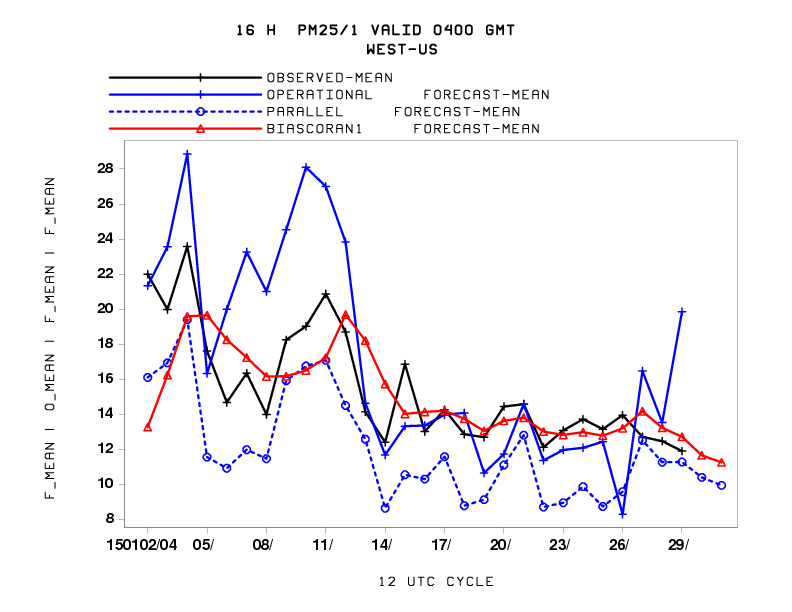 16 H  PM25/1 VALID 0400 GMT
WEST-US
OBSERVED-MEAN
OPERATIONAL     FORECAST-MEAN
PARALLEL     FORECAST-MEAN
BIASCORAN1     FORECAST-MEAN
F_MEAN | O_MEAN | F_MEAN | F_MEAN
28
26
24
22
20
18
16
14
12
10
8
150102/04 05/ 08/ 11/ 14/ 17/ 20/ 23/ 26/ 29/
12 UTC CYCLE